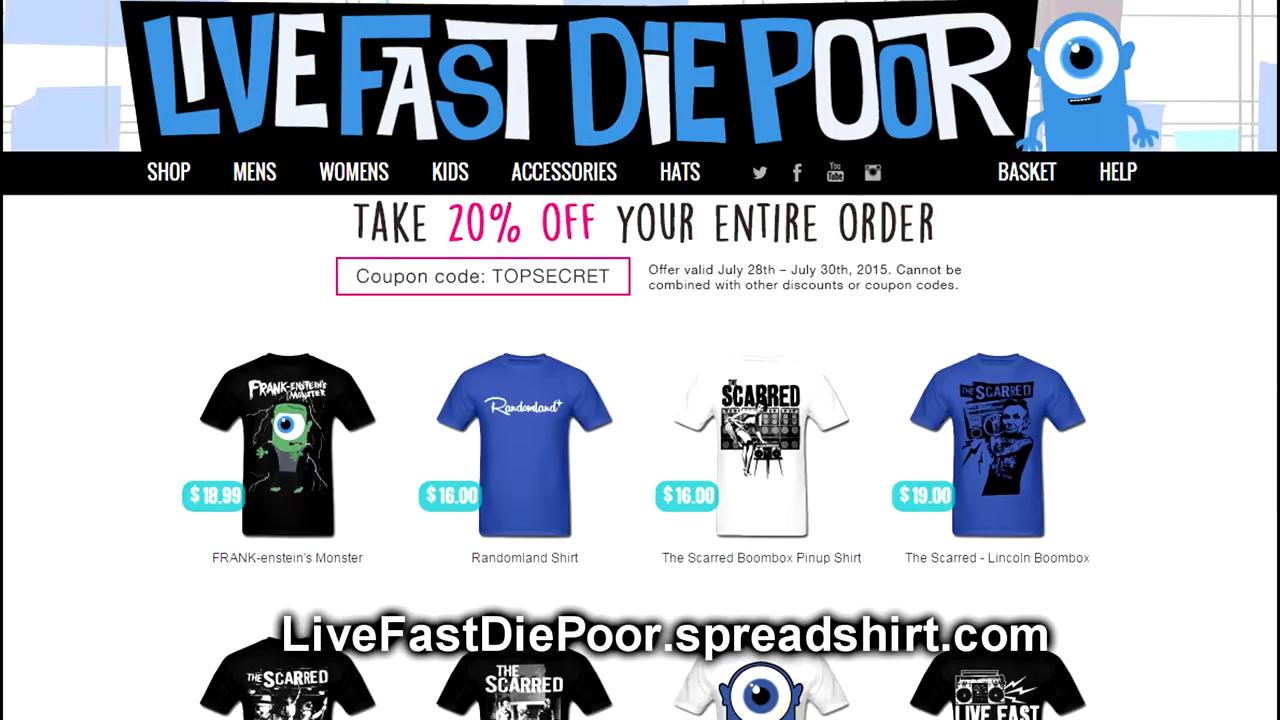 LIVE FAST DIE POOR
SHOP MENS WOMENS KIDS ACCESSORIES HATS You Tube BASKET HELP
TAKE 20% OFF YOUR ENTIRE ORDER
Coupon code: TOPSECRET
Offer valid July 28th – July 30th, 2015. Cannot be
combined with other discounts or coupon codes.
FRANK-ENSTEIN'S
MONSTER
Randomland
THE
SCARRED
THE SCARRED
$ 18.99 $ 16.00 $ 16.00 $ 19.00
FRANK-enstein's Monster Randomland Shirt The Scarred Boombox Pinup Shirt The Scarred - Lincoln Boombox
LiveFastDiePoor.spreadshirt.com
THE SCARRED
THE
SCARRED
LIVE FAST